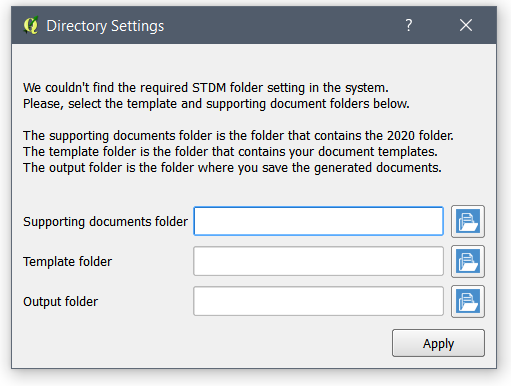 Directory Settings
?
We couldn't find the required STDM folder setting in the system.
Please, select the template and supporting document folders below.
The supporting documents folder is the folder that contains the 2020 folder.
The template folder is the folder that contains your document templates.
The output folder is the folder where you save the generated documents.
Supporting documents folder
Template folder
Output folder
Apply